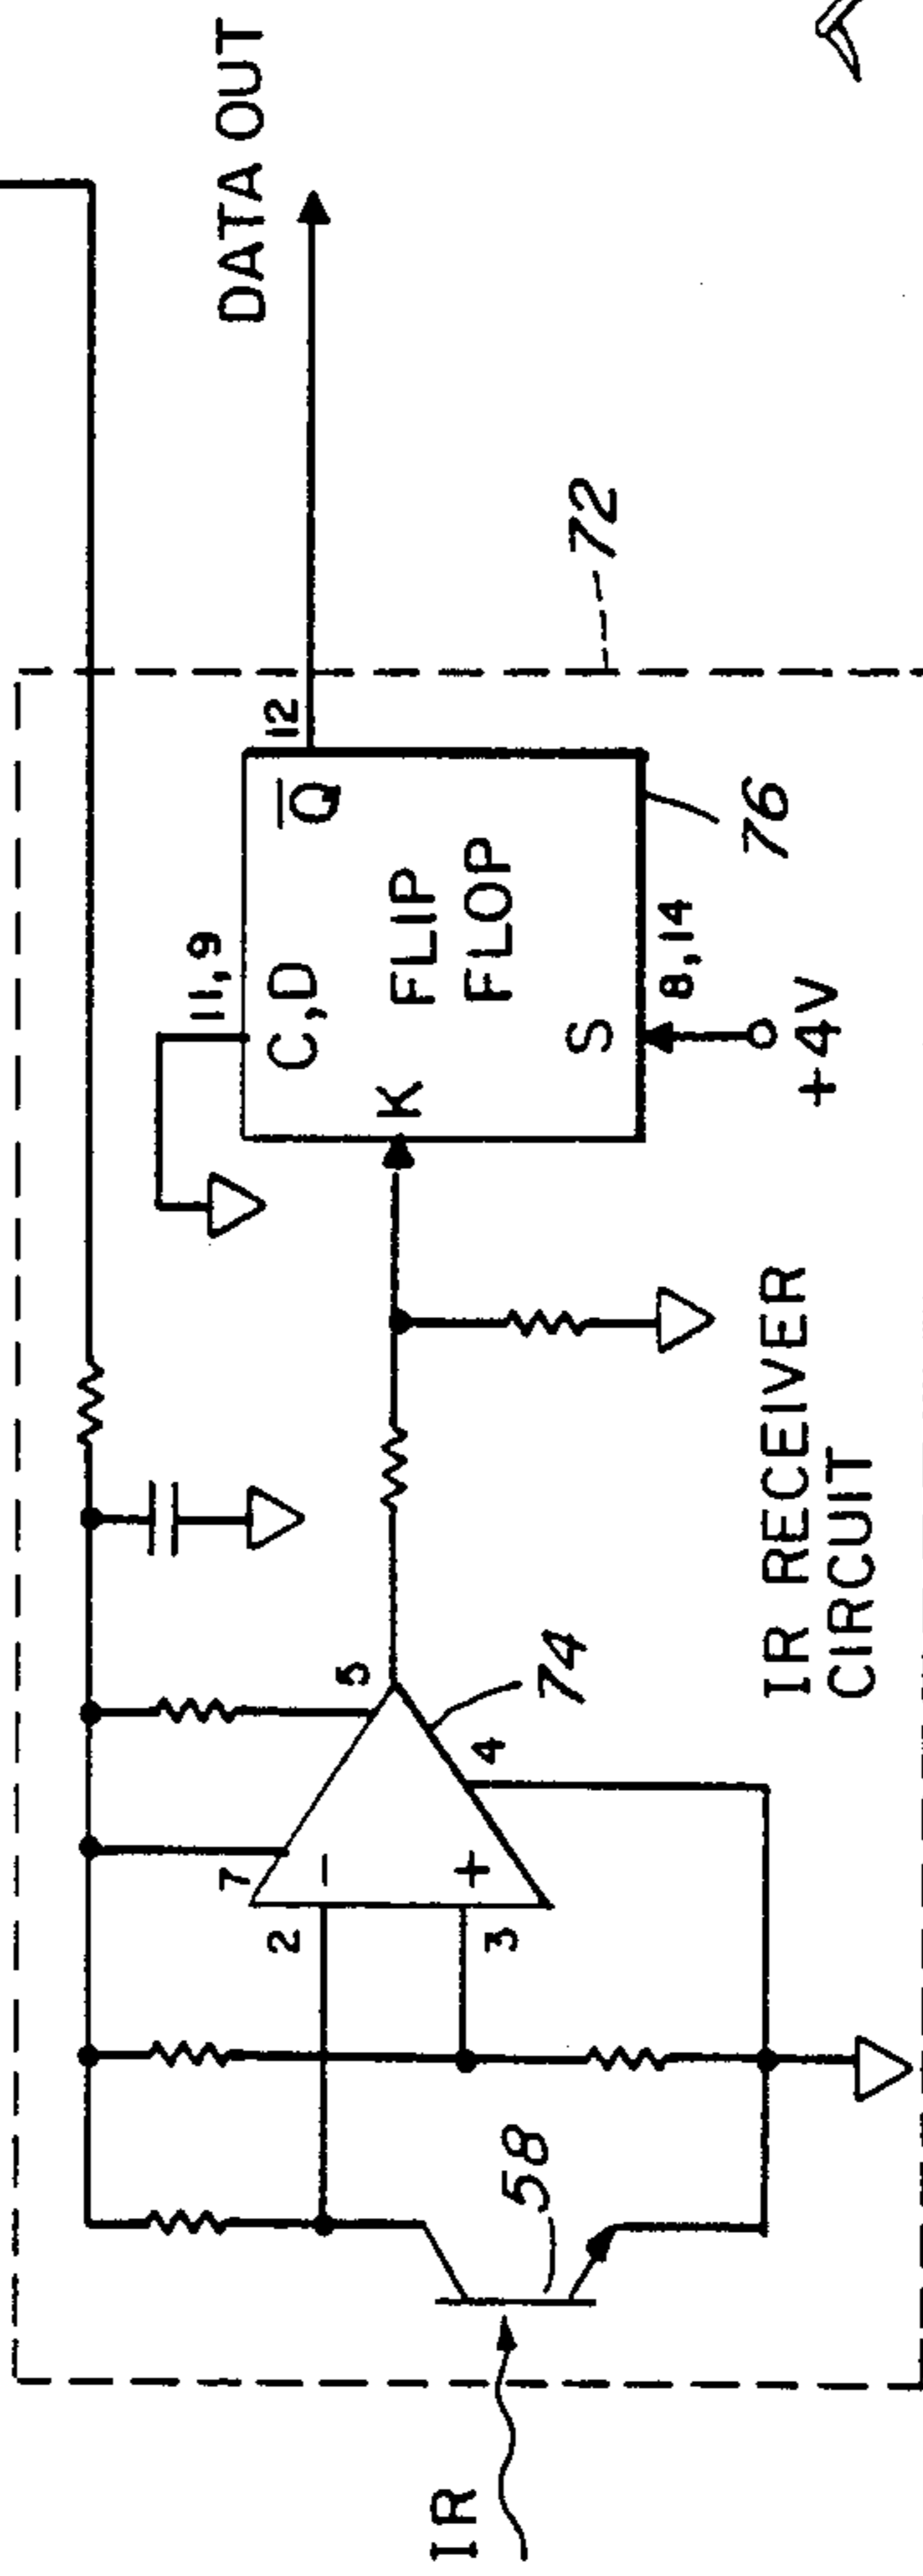 DATA OUT
12
Q̅
11, 9
C, D
FLIP
FLOP
K
S
8, 14
+4V
76
72
5
7
-
2
+
3
4
74
IR RECEIVER
CIRCUIT
58
IR